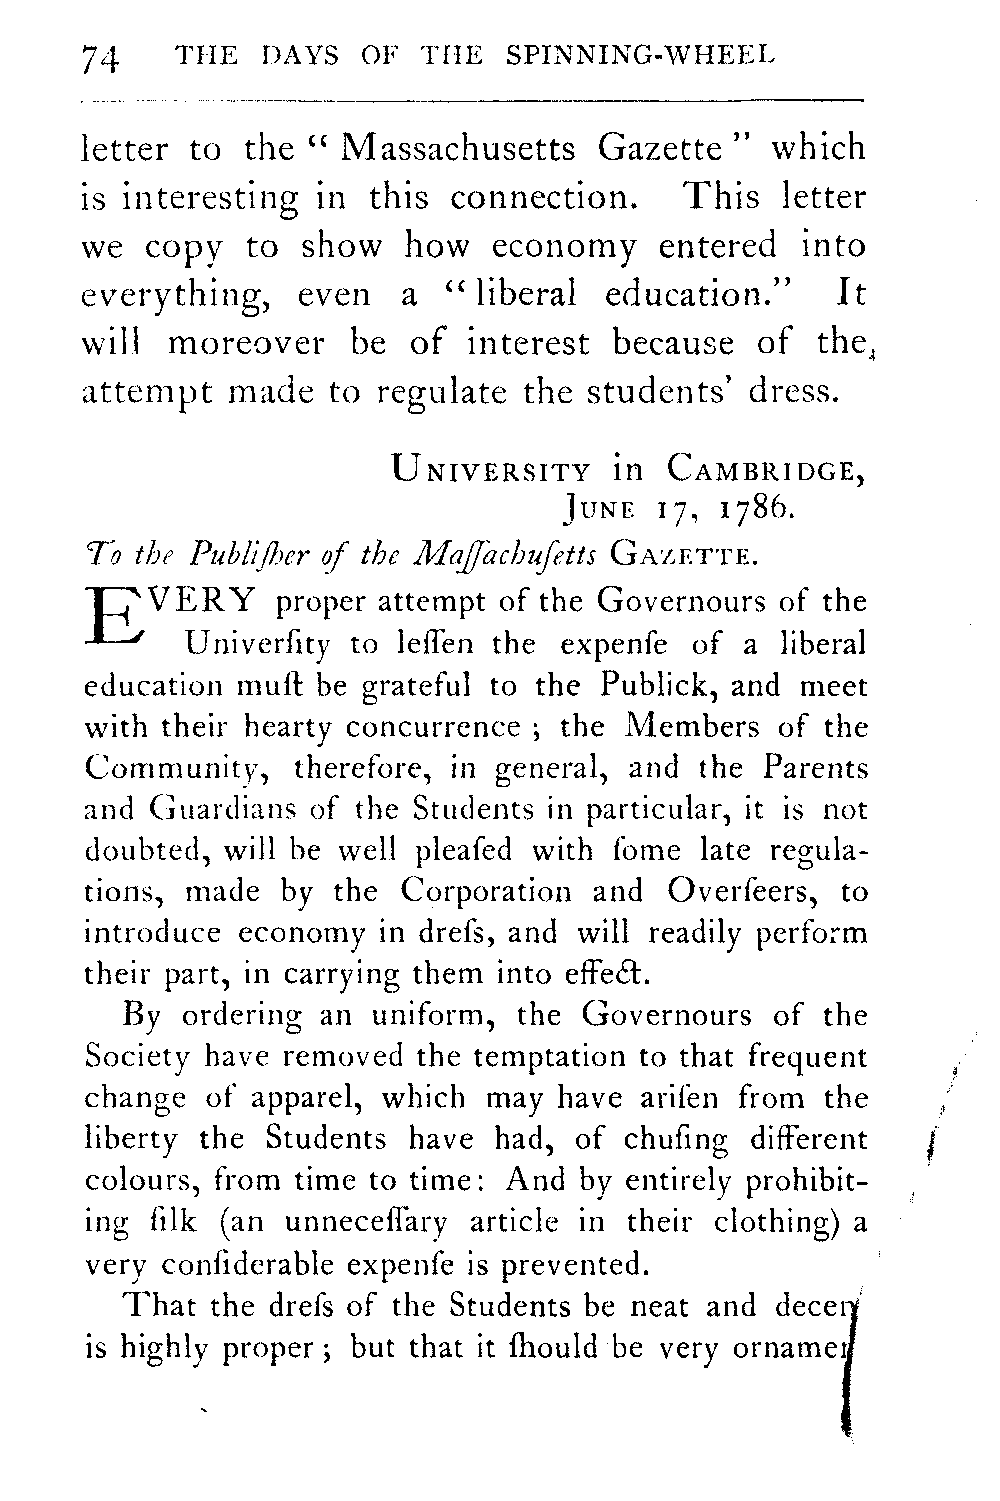 74 THE DAYS OF THE SPINNING-WHEEL
letter to the “ Massachusetts Gazette ” which
is interesting in this connection. This letter
we copy to show how economy entered into
everything, even a “ liberal education.” It
will moreover be of interest because of the
attempt made to regulate the students’ dress.
UNIVERSITY in CAMBRIDGE,
JUNE 17, 1786.
To the Publiſher of the Maſſachuſetts GAZETTE.
EVERY proper attempt of the Governours of the
Univerſity to leſſen the expenſe of a liberal
education muſt be grateful to the Publick, and meet
with their hearty concurrence ; the Members of the
Community, therefore, in general, and the Parents
and Guardians of the Students in particular, it is not
doubted, will be well pleaſed with ſome late regula-
tions, made by the Corporation and Overſeers, to
introduce economy in dreſs, and will readily perform
their part, in carrying them into effect.
By ordering an uniform, the Governours of the
Society have removed the temptation to that frequent
change of apparel, which may have ariſen from the
liberty the Students have had, of chuſing different
colours, from time to time: And by entirely prohibit-
ing ſilk (an unneceſſary article in their clothing) a
very conſiderable expenſe is prevented.
That the dreſs of the Students be neat and
is highly proper ; but that it ſhould be very